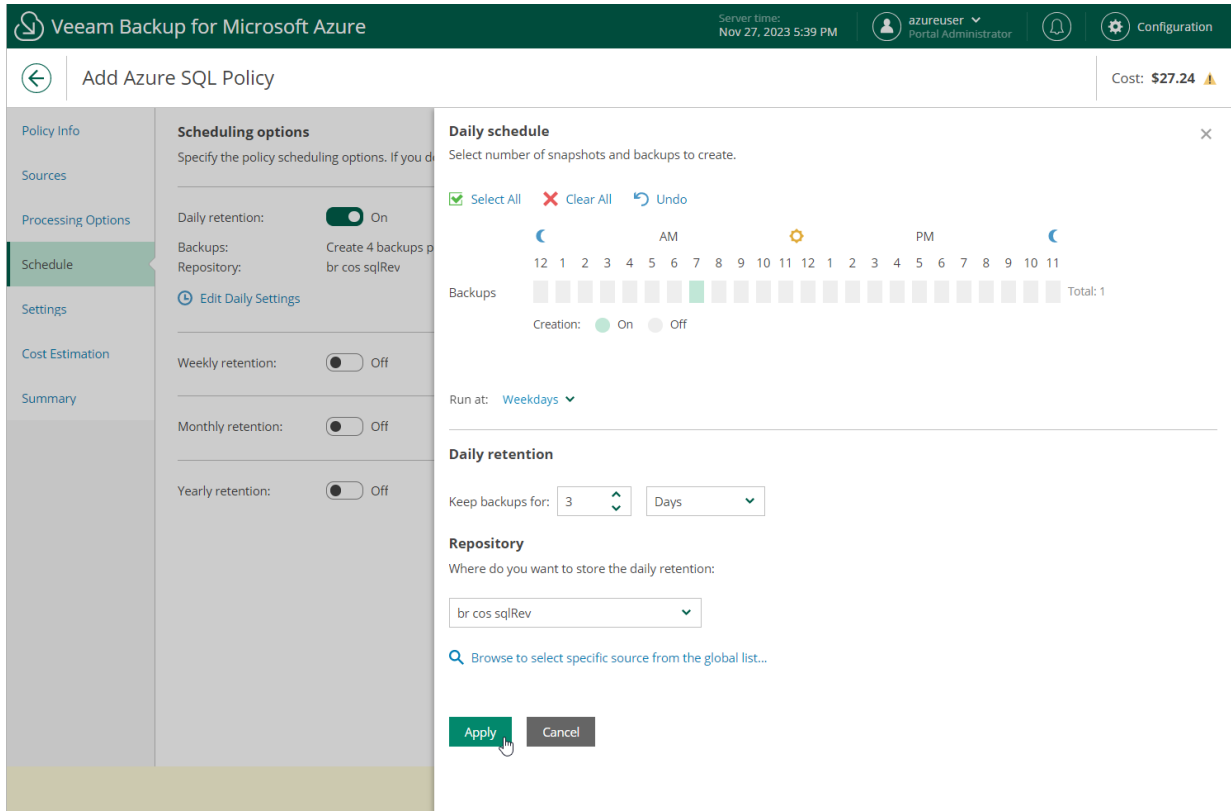 Veeam Backup for Microsoft Azure
Server time:
Nov 27, 2023 5:39 PM
azureuser
Portal Administrator
Configuration
Add Azure SQL Policy
Cost: $27.24
Policy Info
Sources
Processing Options
Schedule
Settings
Cost Estimation
Summary
Scheduling options
Specify the policy scheduling options. If you d
Daily retention: On
Backups: Create 4 backups p
Repository: br cos sqlRev
Edit Daily Settings
Weekly retention: Off
Monthly retention: Off
Yearly retention: Off
Daily schedule
Select number of snapshots and backups to create.
Select All Clear All Undo
AM PM
12 1 2 3 4 5 6 7 8 9 10 11 12 1 2 3 4 5 6 7 8 9 10 11
Backups Total: 1
Creation: On Off
Run at: Weekdays
Daily retention
Keep backups for: 3 Days
Repository
Where do you want to store the daily retention:
br cos sqlRev
Browse to select specific source from the global list...
Apply Cancel